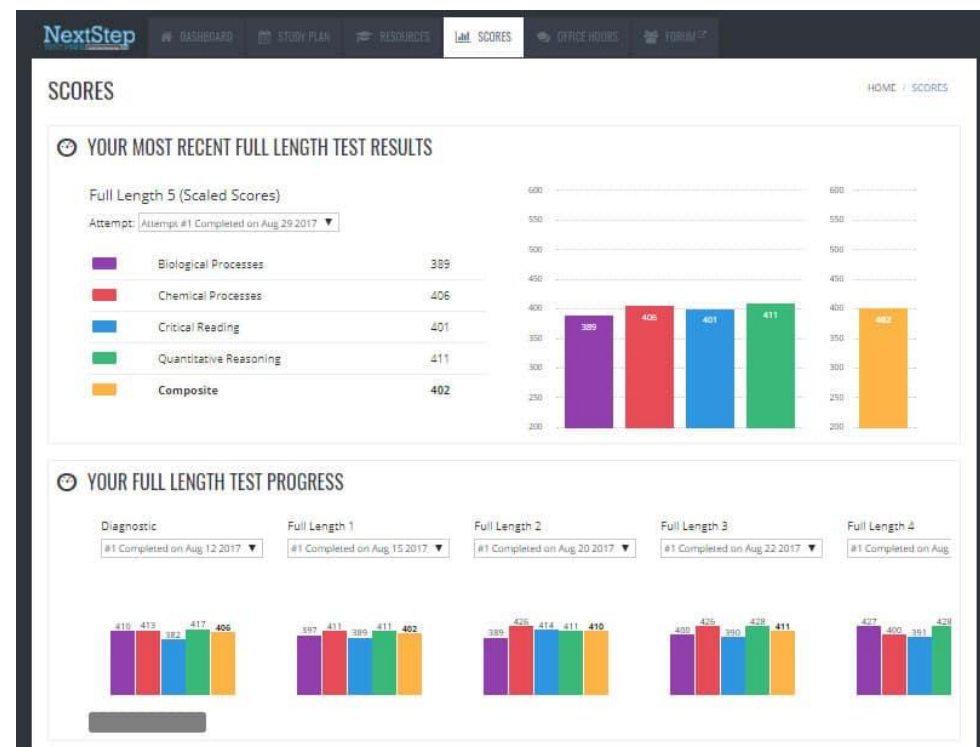 NextStep
DASHBOARD
STUDY PLAN
RESOURCES
SCORES
OFFICE HOURS
FORUM
SCORES
HOME / SCORES
YOUR MOST RECENT FULL LENGTH TEST RESULTS
Full Length 5 (Scaled Scores)
Attempt: Attempt #1 Completed on Aug 29 2017
Biological Processes 389
Chemical Processes 406
Critical Reading 401
Quantitative Reasoning 411
Composite 402
600
550
500
450
400
350
300
250
200
389 406 401 411
600
550
500
450
400
350
300
250
200
402
YOUR FULL LENGTH TEST PROGRESS
Diagnostic
#1 Completed on Aug 12 2017
410 413 382 417 406
Full Length 1
#1 Completed on Aug 15 2017
397 411 389 411 402
Full Length 2
#1 Completed on Aug 20 2017
389 426 414 411 410
Full Length 3
#1 Completed on Aug 22 2017
400 426 390 428 411
Full Length 4
#1 Completed on Aug
427 400 391 428